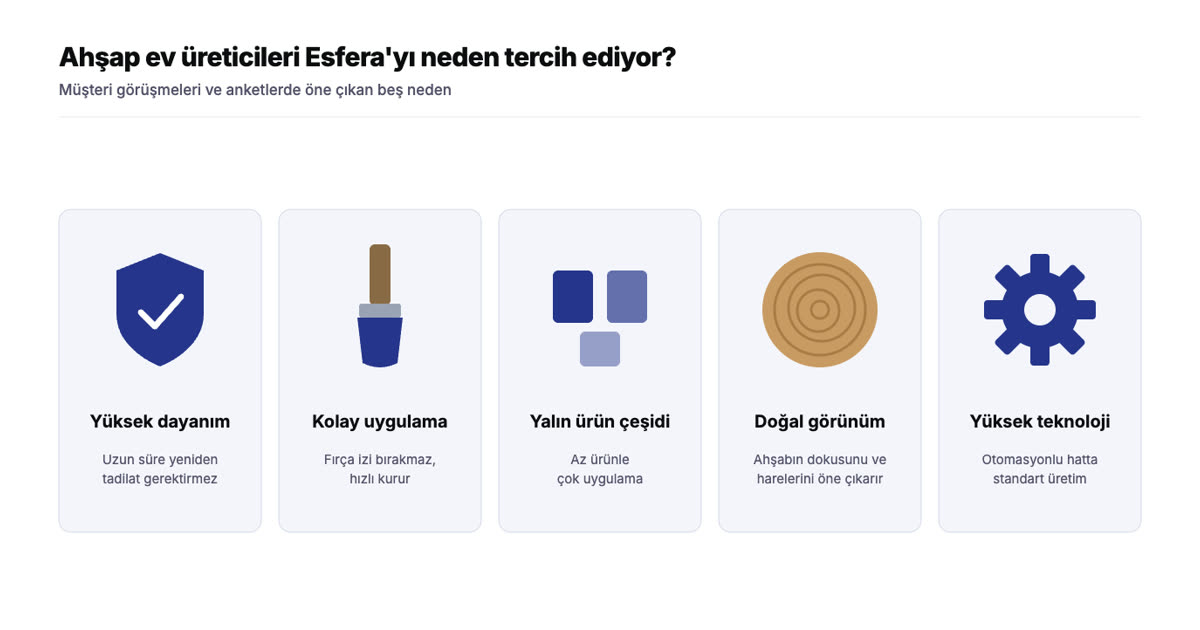 Ahşap ev üreticileri Esfera'yı neden tercih ediyor?
Müşteri görüşmeleri ve anketlerde öne çıkan beş neden
Yüksek dayanım
Uzun süre yeniden
tadilat gerektirmez
Kolay uygulama
Fırça izi bırakmaz,
hızlı kurur
Yalın ürün çeşidi
Az ürünle
çok uygulama
Doğal görünüm
Ahşabın dokusunu ve
harelerini öne çıkarır
Yüksek teknoloji
Otomasyonlu hatta
standart üretim